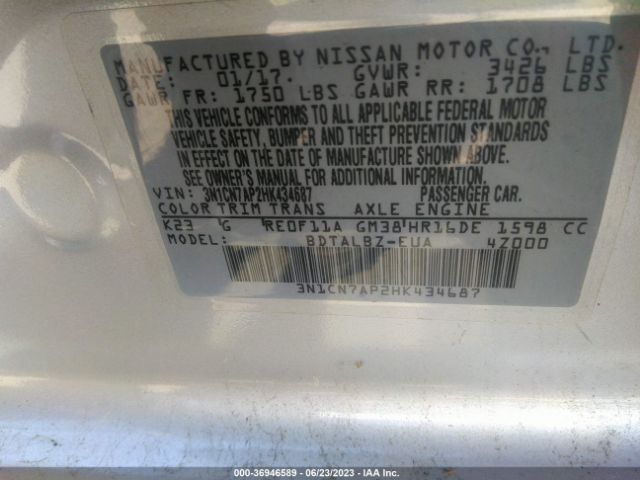 MANUFACTURED BY NISSAN MOTOR CO., LTD.
DATE: 01/17. GVWR: 3426 LBS
GAWR FR: 1750 LBS GAWR RR: 1708 LBS
THIS VEHICLE CONFORMS TO ALL APPLICABLE FEDERAL MOTOR
VEHICLE SAFETY, BUMPER AND THEFT PREVENTION STANDARDS
IN EFFECT ON THE DATE OF MANUFACTURE SHOWN ABOVE.
SEE OWNER'S MANUAL FOR ADDITIONAL INFORMATION.
VIN: 3N1CN7AP2HK434687 PASSENGER CAR.
COLOR TRIM TRANS AXLE ENGINE
K23 G RE0F11A GM38 HR16DE 1598 CC
MODEL: BDTALBZ-EUA 4Z000
3N1CN7AP2HK434687
000-36946589 - 06/23/2023 - IAA Inc.